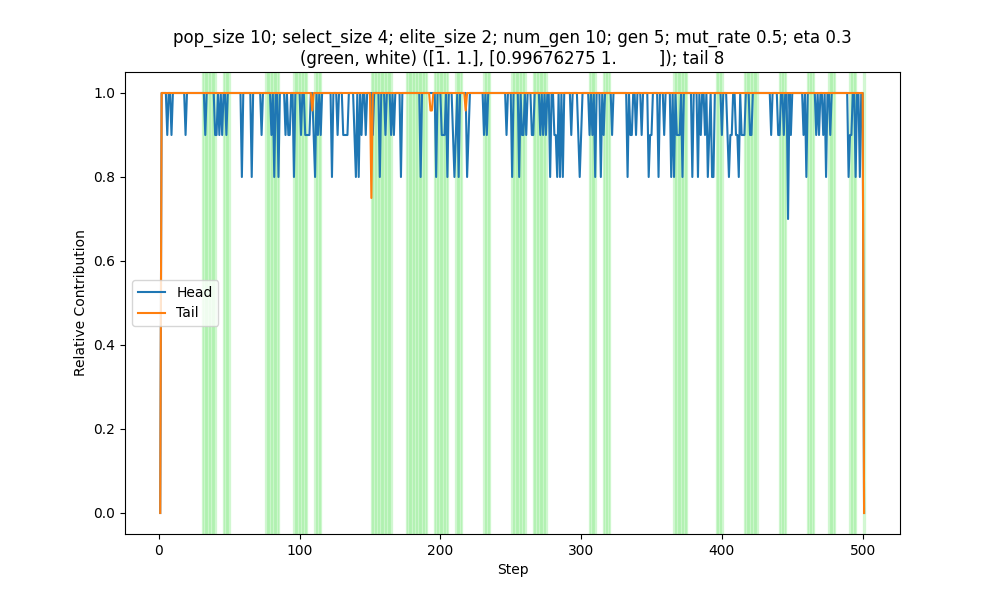 pop_size 10; select_size 4; elite_size 2; num_gen 10; gen 5; mut_rate 0.5; eta 0.3
(green, white) ([1. 1.], [0.99676275 1.         ]); tail 8
1.0
0.8
0.6
0.4
0.2
0.0
Relative Contribution
Head
Tail
0
100
200
300
400
500
Step